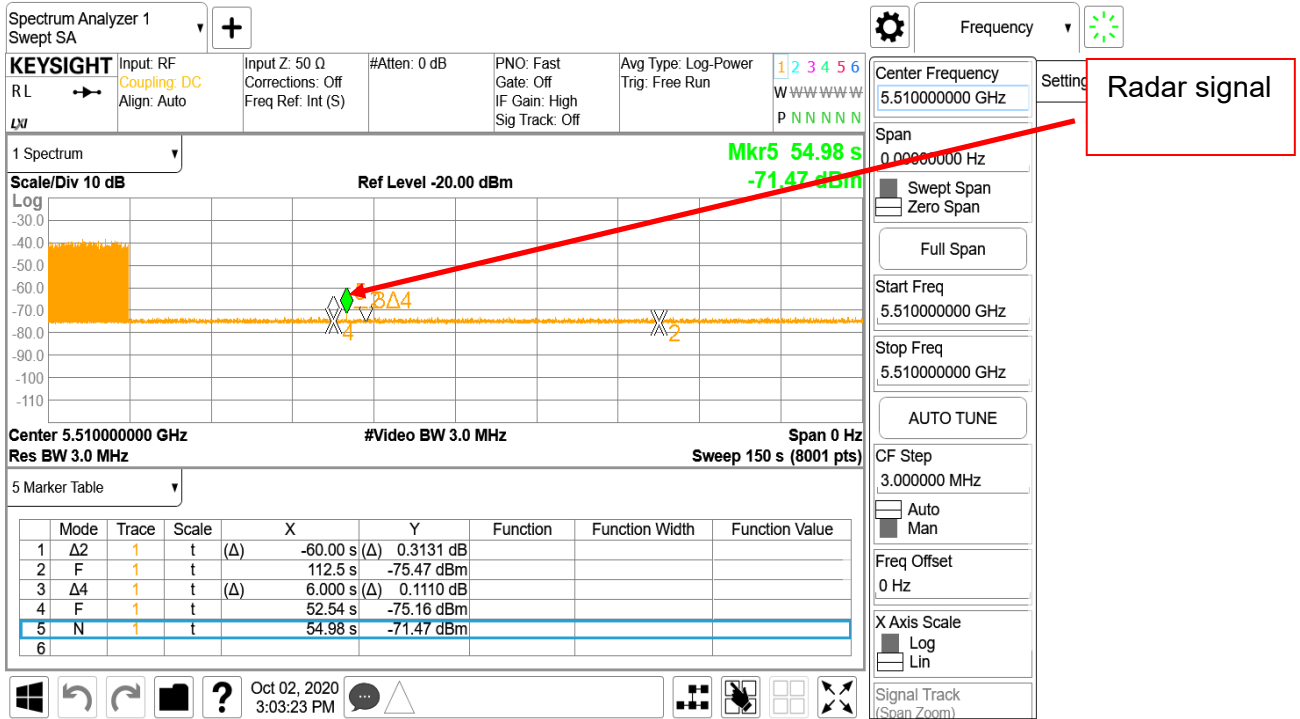 Spectrum Analyzer 1
Swept SA
Frequency
KEYSIGHT
R L
LXI
Input: RF
Coupling: DC
Align: Auto
Input Z: 50 Ω
Corrections: Off
Freq Ref: Int (S)
#Atten: 0 dB
PNO: Fast
Gate: Off
IF Gain: High
Sig Track: Off
Avg Type: Log-Power
Trig: Free Run
1 2 3 4 5 6
W W W W W W
P N N N N N
Center Frequency
5.510000000 GHz
Setting
Radar signal
1 Spectrum
Mkr5 54.98 s
-71.47 dBm
Scale/Div 10 dB
Ref Level -20.00 dBm
Log
-30.0
-40.0
-50.0
-60.0
-70.0
-80.0
-90.0
-100
-110
3Δ4
4
2
Center 5.510000000 GHz
#Video BW 3.0 MHz
Span 0 Hz
Res BW 3.0 MHz
Sweep 150 s (8001 pts)
Span
0.00000000 Hz
Swept Span
Zero Span
Full Span
Start Freq
5.510000000 GHz
Stop Freq
5.510000000 GHz
AUTO TUNE
CF Step
3.000000 MHz
Auto
Man
Freq Offset
0 Hz
X Axis Scale
Log
Lin
Signal Track
(Span Zoom)
5 Marker Table
Mode Trace Scale X Y Function Function Width Function Value
1 Δ2 1 t (Δ) -60.00 s (Δ) 0.3131 dB
2 F 1 t 112.5 s -75.47 dBm
3 Δ4 1 t (Δ) 6.000 s (Δ) 0.1110 dB
4 F 1 t 52.54 s -75.16 dBm
5 N 1 t 54.98 s -71.47 dBm
6
Oct 02, 2020
3:03:23 PM